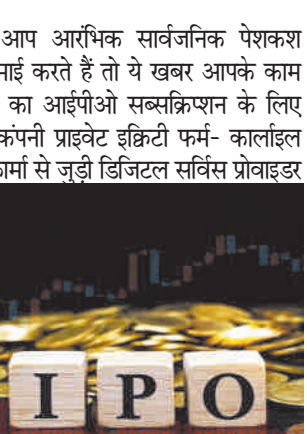 आप आरंभिक सार्वजनिक पेशकश
करते हैं तो ये खबर आपके काम
का आईपीओ सब्सक्रिप्शन के लिए
कंपनी प्राइवेट इक्विटी फर्म- कार्लाइल
से जुड़ी डिजिटल सर्विस प्रोवाइडर
I P O